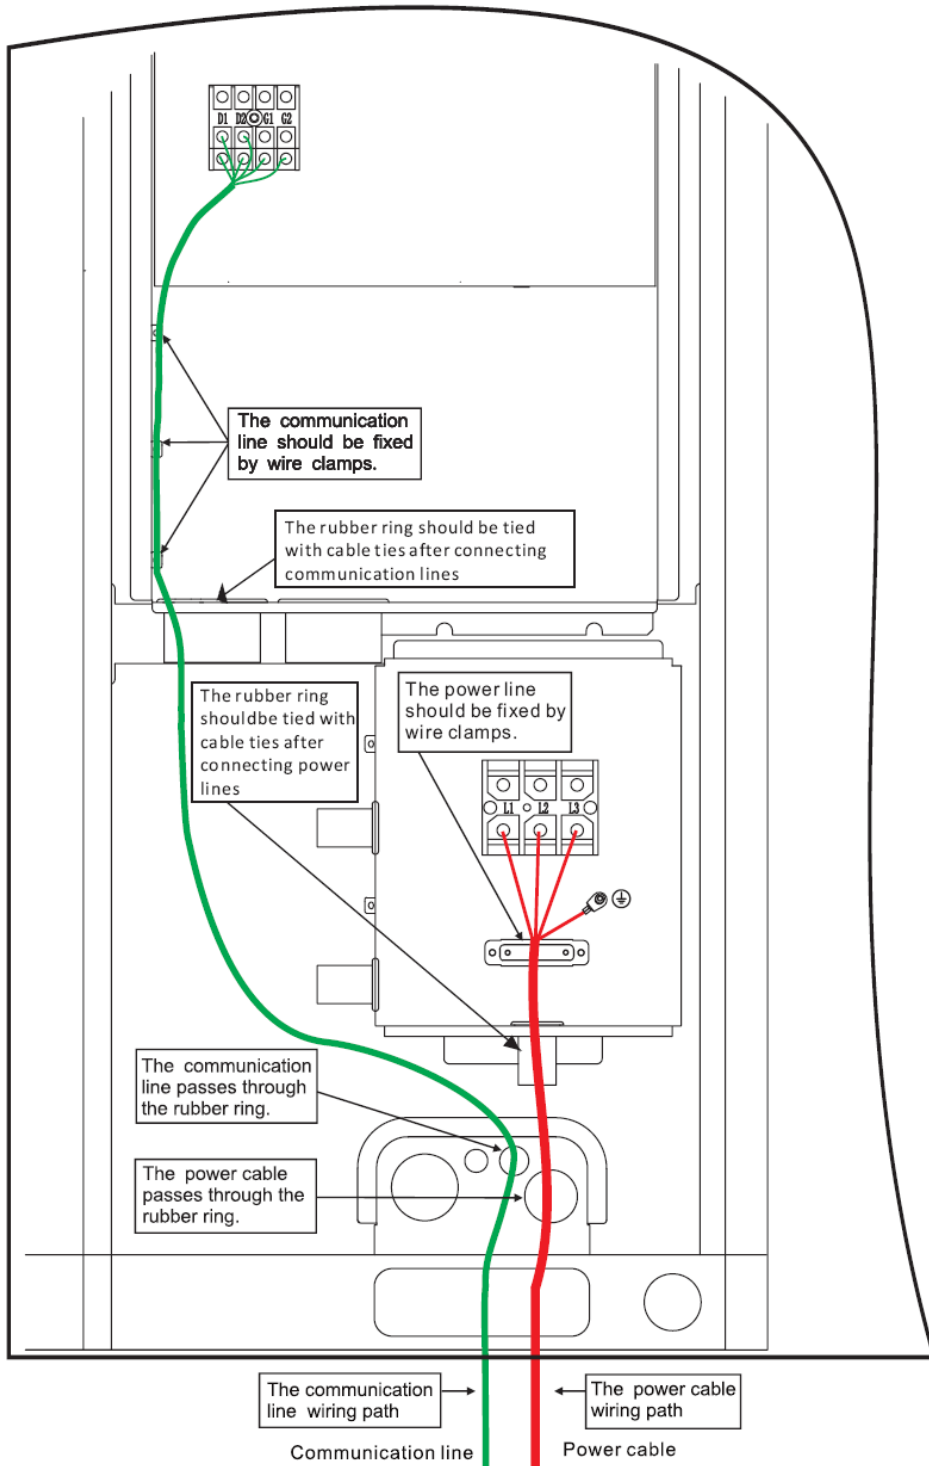 D1 D2 G1 G2
The communication
line should be fixed
by wire clamps.
The rubber ring should be tied
with cable ties after connecting
communication lines
The rubber ring
shouldbe tied with
cable ties after
connecting power
lines
The power line
should be fixed by
wire clamps.
L1 L2 L3
The communication
line passes through
the rubber ring.
The power cable
passes through the
rubber ring.
The communication
line wiring path
The power cable
wiring path
Communication line
Power cable